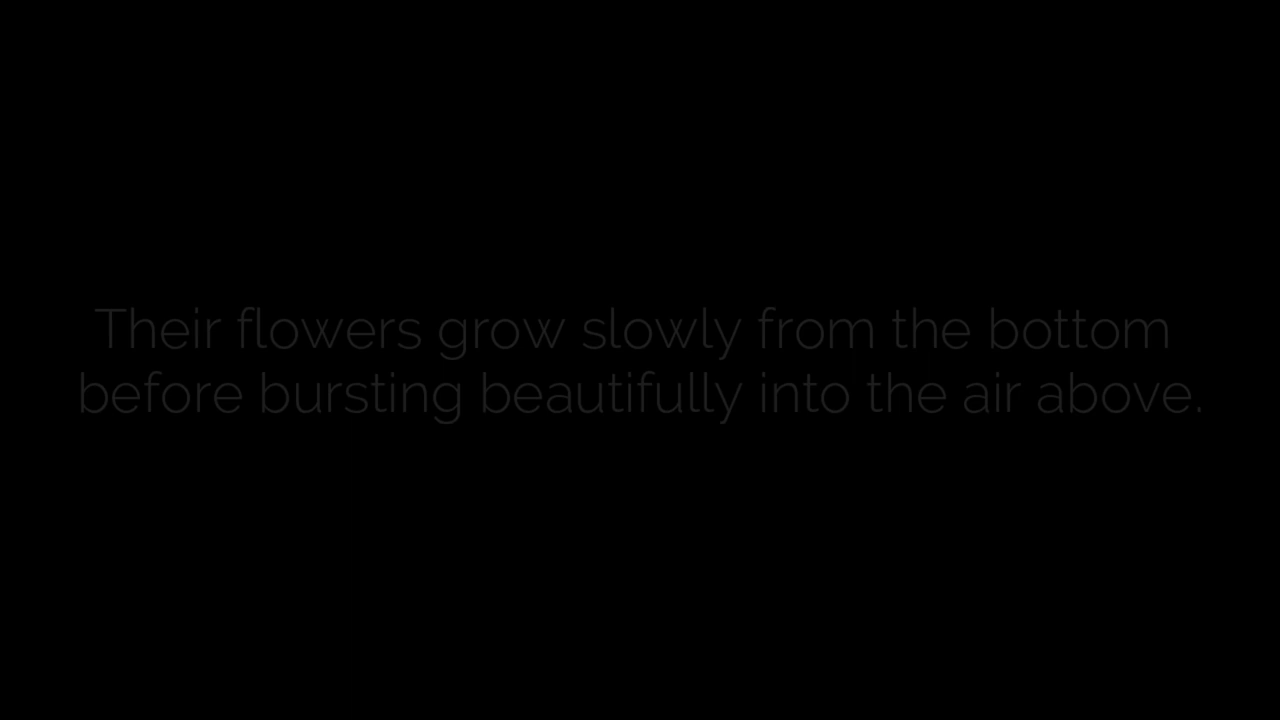 Their flowers grow slowly from the bottom
before bursting beautifully into the air above.